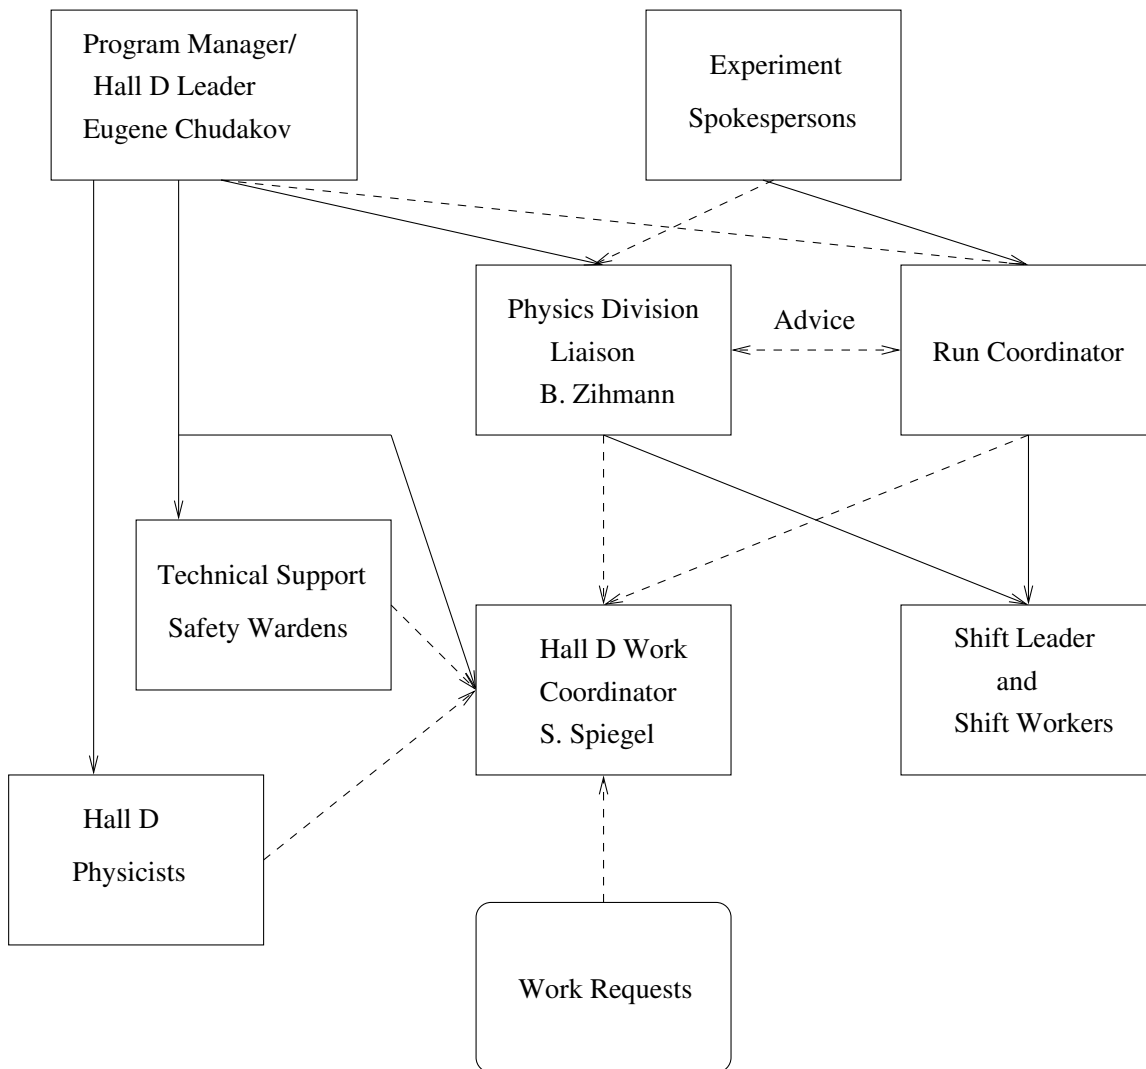 Program Manager/
Hall D Leader
Eugene Chudakov
Experiment
Spokespersons
Physics Division
Liaison
B. Zihmann
Advice
Run Coordinator
Technical Support
Safety Wardens
Hall D Work
Coordinator
S. Spiegel
Shift Leader
and
Shift Workers
Hall D
Physicists
Work Requests